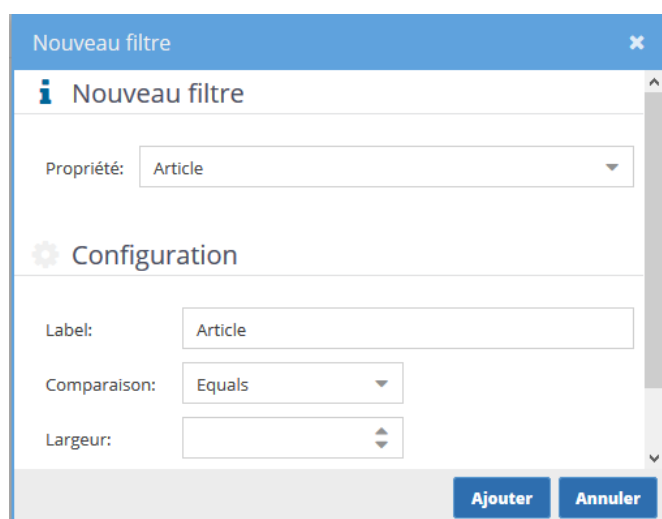 Nouveau filtre
Nouveau filtre
Propriété: Article
Configuration
Label: Article
Comparaison: Equals
Largeur:
Ajouter Annuler